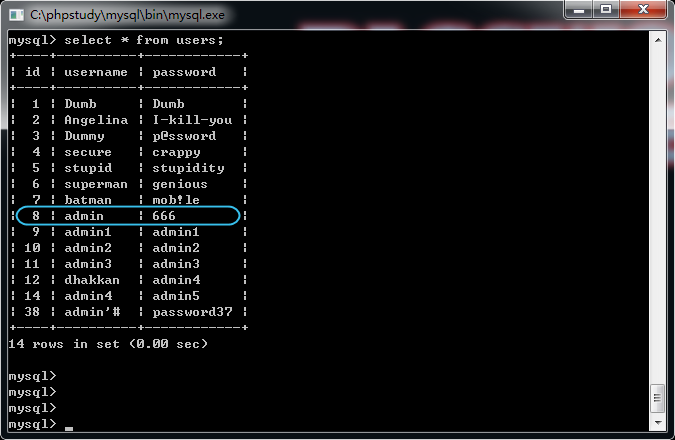 C:\phpstudy\mysql\bin\mysql.exe
mysql> select * from users;
+----+----------+------------+
| id | username | password   |
+----+----------+------------+
|  1 | Dumb     | Dumb       |
|  2 | Angelina | I-kill-you |
|  3 | Dummy    | p@ssword   |
|  4 | secure   | crappy     |
|  5 | stupid   | stupidity  |
|  6 | superman | genious    |
|  7 | batman   | mob!le     |
|  8 | admin    | 666        |
|  9 | admin1   | admin1     |
| 10 | admin2   | admin2     |
| 11 | admin3   | admin3     |
| 12 | dhakkan  | admin4     |
| 14 | admin4   | admin5     |
| 38 | admin'#  | password37 |
+----+----------+------------+
14 rows in set (0.00 sec)
mysql>
mysql>
mysql>
mysql> _